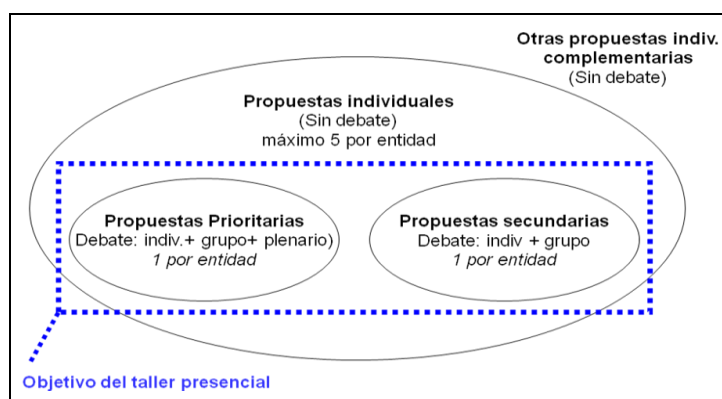 Otras propuestas indiv.
complementarias
(Sin debate)
Propuestas individuales
(Sin debate)
máximo 5 por entidad
Propuestas Prioritarias
Debate: indiv.+ grupo+ plenario)
1 por entidad
Propuestas secundarias
Debate: indiv + grupo
1 por entidad
Objetivo del taller presencial